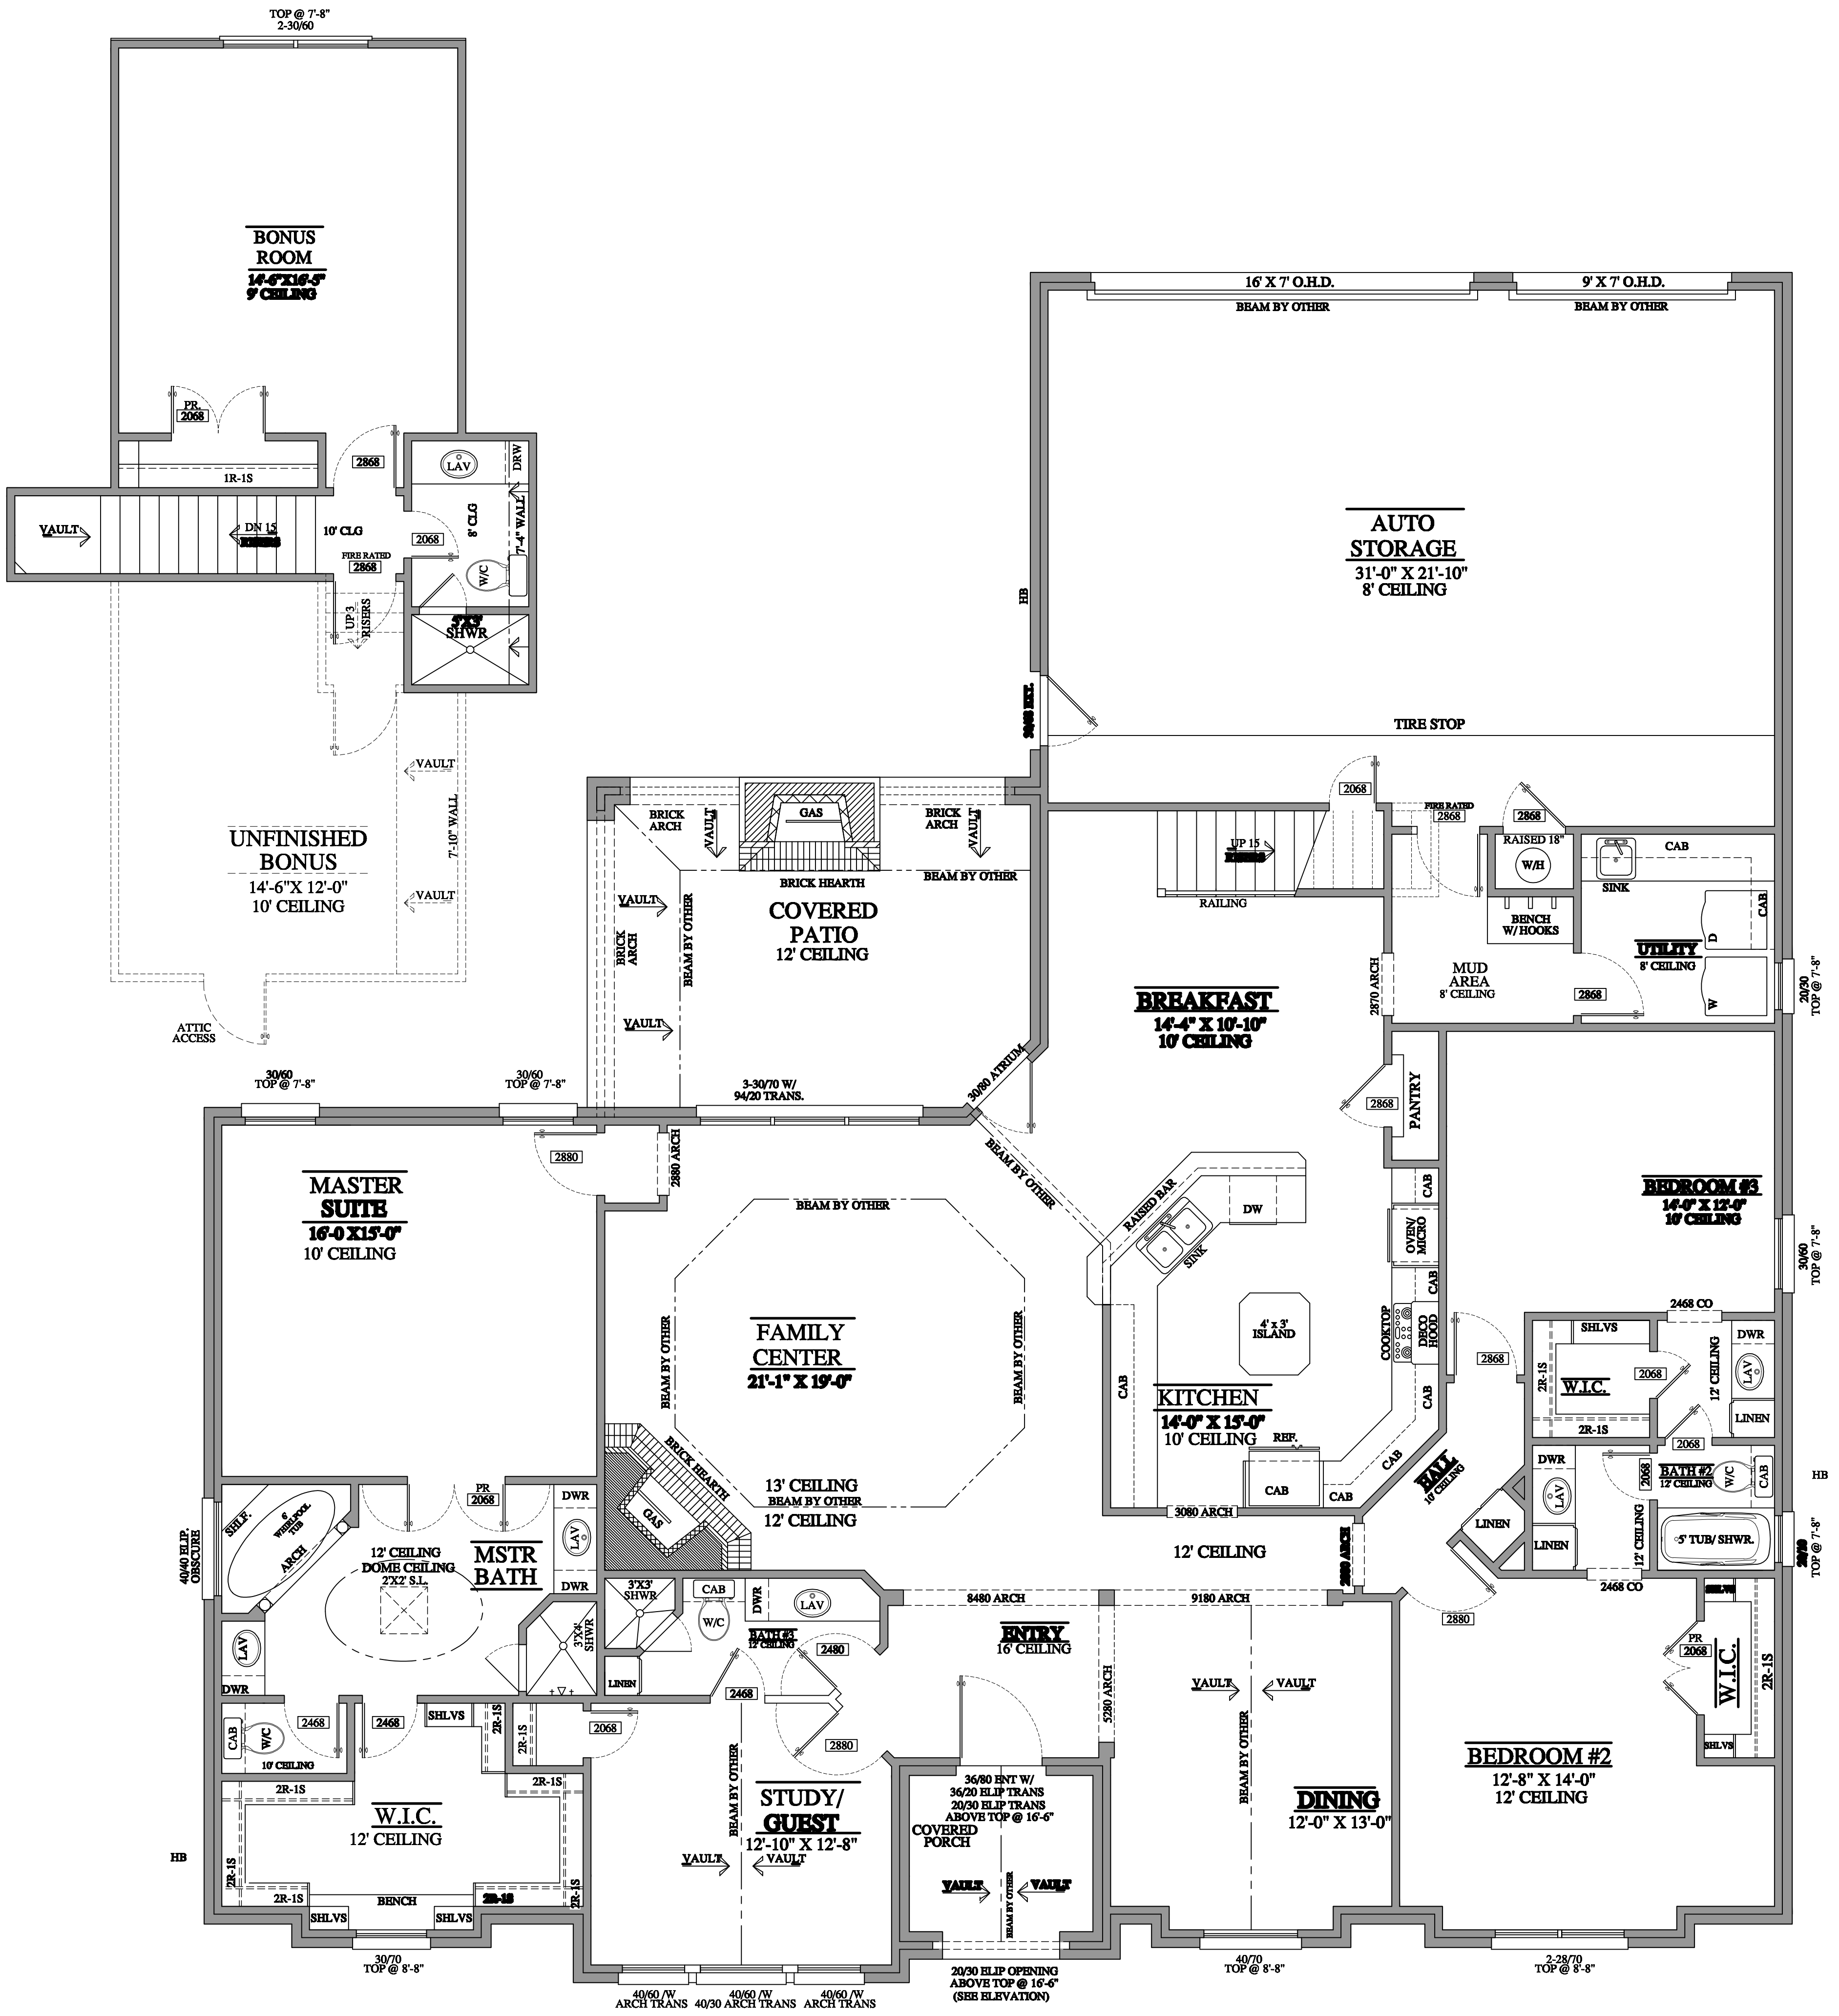 TOP @ 7'-8"
2-30/60
BONUS
ROOM
14'-6"X16'-5"
9' CEILING
PR.
2068
1R-1S
2868
LAV
DRW
VAULT
DN 15
RISERS
10' CLG
FIRE RATED
2868
2068
8' CLG
7'-4" WALL
W/C
UP 3
RISERS
SHWR
VAULT
7'-10" WALL
VAULT
UNFINISHED
BONUS
14'-6"X 12'-0"
10' CEILING
ATTIC
ACCESS
16' X 7' O.H.D.
BEAM BY OTHER
9' X 7' O.H.D.
BEAM BY OTHER
AUTO
STORAGE
31'-0" X 21'-10"
8' CEILING
HB
TIRE STOP
2068
FIRE RATED
2868
2868
RAISED 18"
W/H
UP 15
RISERS
RAILING
BENCH
W/ HOOKS
SINK
CAB
CAB
D
W
UTILITY
8' CEILING
MUD
AREA
8' CEILING
2868
2870 ARCH
20/30
TOP @ 7'-8"
BRICK
ARCH
VAULT
GAS
BRICK
ARCH
VAULT
BRICK HEARTH
BEAM BY OTHER
VAULT
BRICK
ARCH
BEAM BY OTHER
COVERED
PATIO
12' CEILING
VAULT
3-30/70 W/
94/20 TRANS.
30/80 ATRIUM
BREAKFAST
14'-4" X 10'-10"
10' CEILING
2868
PANTRY
BEDROOM #3
14'-0" X 12'-0"
10' CEILING
30/60
TOP @ 7'-8"
30/60
TOP @ 7'-8"
30/60
TOP @ 7'-8"
2880
2880 ARCH
MASTER
SUITE
16'-0 X15'-0"
10' CEILING
BEAM BY OTHER
BEAM BY OTHER
BEAM BY OTHER
BEAM BY OTHER
FAMILY
CENTER
21'-1" X 19'-0"
13' CEILING
BEAM BY OTHER
12' CEILING
BRICK HEARTH
GAS
RAISED BAR
SINK
DW
CAB
OVEN/
MICRO
CAB
COOKTOP
DECO
HOOD
4' x 3'
ISLAND
CAB
CAB
KITCHEN
14'-0" X 15'-0"
10' CEILING
REF.
CAB
CAB
CAB
3080 ARCH
12' CEILING
HALL
10' CEILING
2868
2468 CO
SHLVS
2R-1S
W.I.C.
2R-1S
2068
12' CEILING
DWR
LAV
LINEN
2068
DWR
LAV
LINEN
2068
BATH #2
12' CEILING
W/C
CAB
12' CEILING
5' TUB/ SHWR.
2468 CO
HB
TOP @ 7'-8"
LINEN
2880
40/40 ELIP.
OBSCURE
SHLF.
6'
WHIRLPOOL
TUB
ARCH
PR
2068
12' CEILING
DOME CEILING
2'X2' S.L.
MSTR
BATH
DWR
LAV
DWR
3'X4'
SHWR
LAV
DWR
CAB
W/C
10' CEILING
2468
2468
SHLVS
2R-1S
2R-1S
2R-1S
2R-1S
W.I.C.
12' CEILING
2R-1S
2R-1S
BENCH
2R-1S
2R-1S
SHLVS
SHLVS
HB
30/70
TOP @ 8'-8"
3'X3'
SHWR
CAB
W/C
DWR
LAV
BATH #3
12' CEILING
LINEN
2480
2468
2068
2880
BEAM BY OTHER
STUDY/
GUEST
12'-10" X 12'-8"
VAULT
VAULT
40/60 /W
ARCH TRANS
40/60 /W
40/30 ARCH TRANS
40/60 /W
ARCH TRANS
8480 ARCH
ENTRY
16' CEILING
5280 ARCH
36/80 ENT W/
36/20 ELIP TRANS
20/30 ELIP TRANS
ABOVE TOP @ 16'-6"
COVERED
PORCH
VAULT
VAULT
BEAM BY OTHER
20/30 ELIP OPENING
ABOVE TOP @ 16'-6"
(SEE ELEVATION)
9180 ARCH
VAULT
VAULT
BEAM BY OTHER
DINING
12'-0" X 13'-0"
40/70
TOP @ 8'-8"
BEDROOM #2
12'-8" X 14'-0"
12' CEILING
PR
2068
SHLVS
W.I.C.
2R-1S
SHLVS
2-28/70
TOP @ 8'-8"